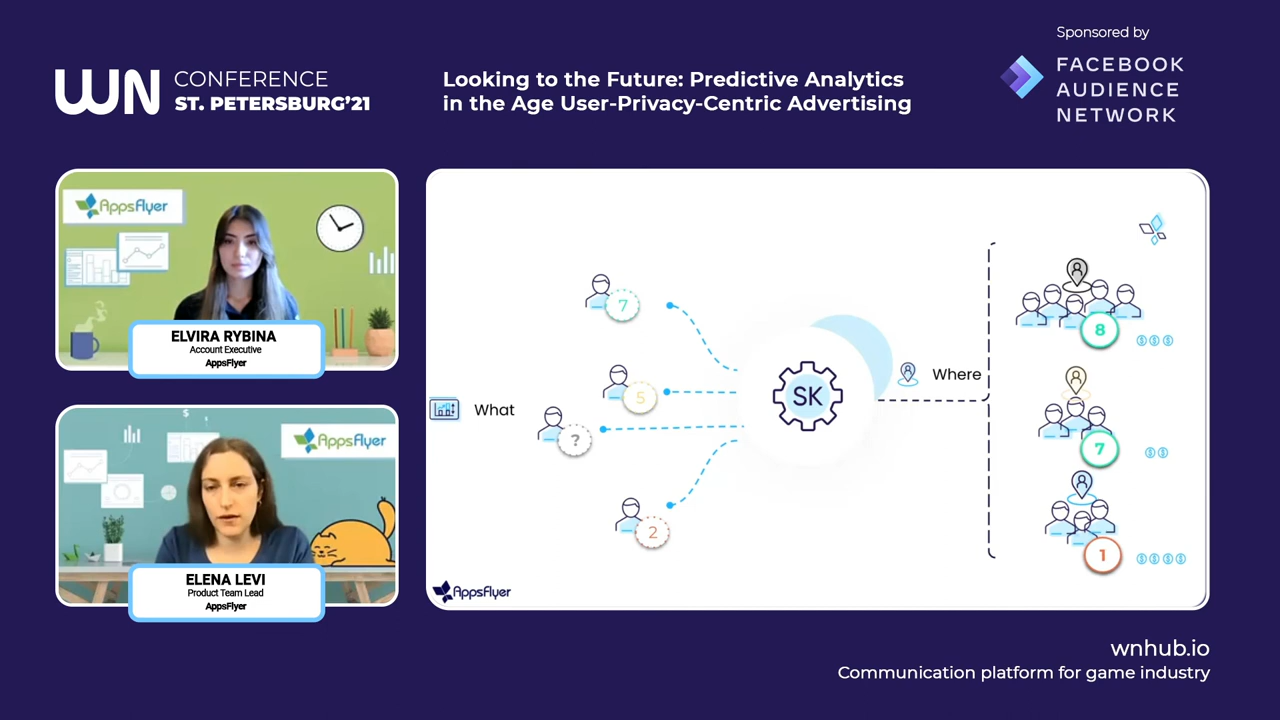 Sponsored by
WN CONFERENCE
ST. PETERSBURG'21
Looking to the Future: Predictive Analytics
in the Age User-Privacy-Centric Advertising
FACEBOOK
AUDIENCE
NETWORK
AppsFlyer
ELVIRA RYBINA
Account Executive
AppsFlyer
AppsFlyer
ELENA LEVI
Product Team Lead
AppsFlyer
What
7
5
?
2
SK
Where
8
$ $ $
7
$ $
1
$ $ $ $
AppsFlyer
wnhub.io
Communication platform for game industry